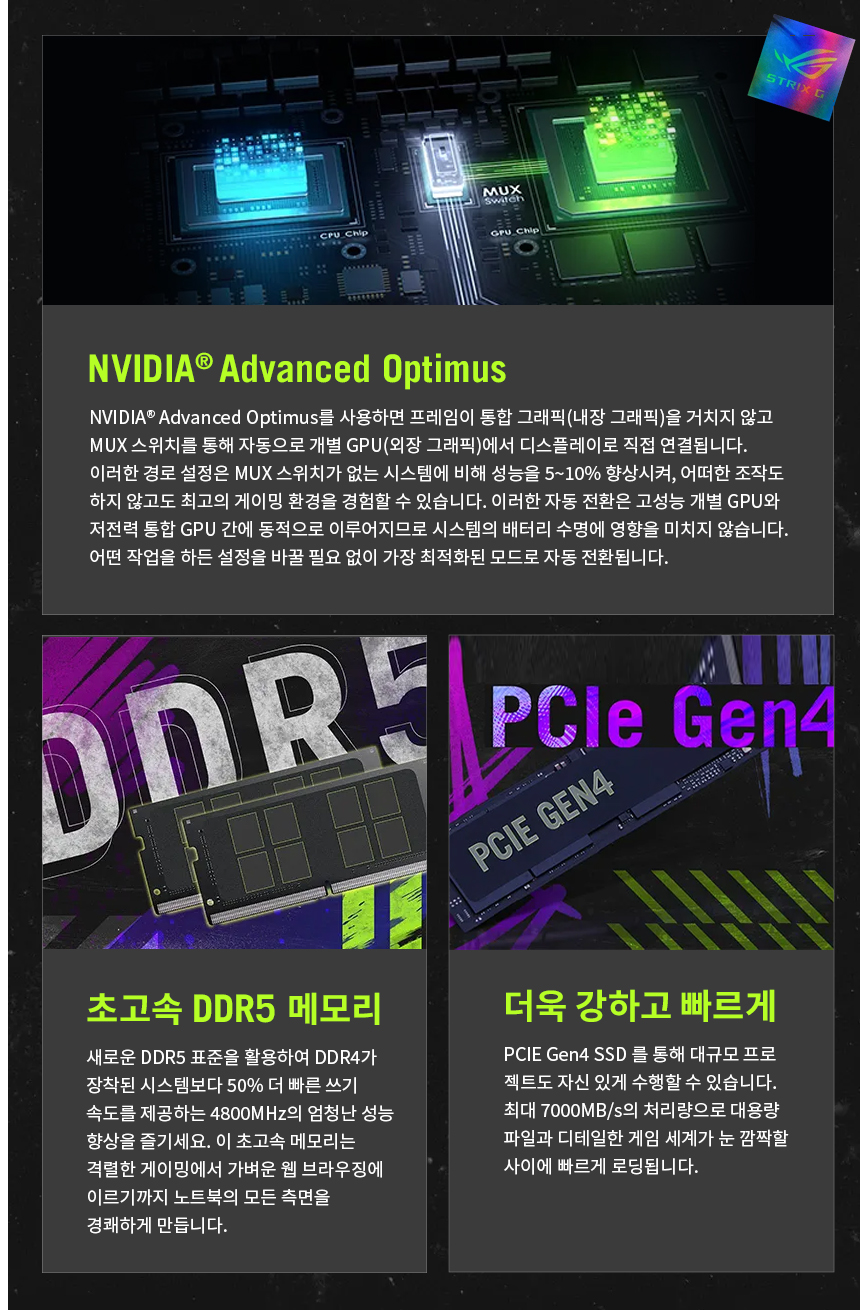 STRIX G
MUX
Switch
CPU_Chip
GPU_Chip
NVIDIA® Advanced Optimus
NVIDIA® Advanced Optimus를 사용하면 프레임이 통합 그래픽(내장 그래픽)을 거치지 않고
MUX 스위치를 통해 자동으로 개별 GPU(외장 그래픽)에서 디스플레이로 직접 연결됩니다.
이러한 경로 설정은 MUX 스위치가 없는 시스템에 비해 성능을 5~10% 향상시켜, 어떠한 조작도
하지 않고도 최고의 게이밍 환경을 경험할 수 있습니다. 이러한 자동 전환은 고성능 개별 GPU와
저전력 통합 GPU 간에 동적으로 이루어지므로 시스템의 배터리 수명에 영향을 미치지 않습니다.
어떤 작업을 하든 설정을 바꿀 필요 없이 가장 최적화된 모드로 자동 전환됩니다.
DDR5
초고속 DDR5 메모리
새로운 DDR5 표준을 활용하여 DDR4가
장착된 시스템보다 50% 더 빠른 쓰기
속도를 제공하는 4800MHz의 엄청난 성능
향상을 즐기세요. 이 초고속 메모리는
격렬한 게이밍에서 가벼운 웹 브라우징에
이르기까지 노트북의 모든 측면을
경쾌하게 만듭니다.
PCIe Gen4
PCIE GEN4
더욱 강하고 빠르게
PCIE Gen4 SSD 를 통해 대규모 프로
젝트도 자신 있게 수행할 수 있습니다.
최대 7000MB/s의 처리량으로 대용량
파일과 디테일한 게임 세계가 눈 깜짝할
사이에 빠르게 로딩됩니다.